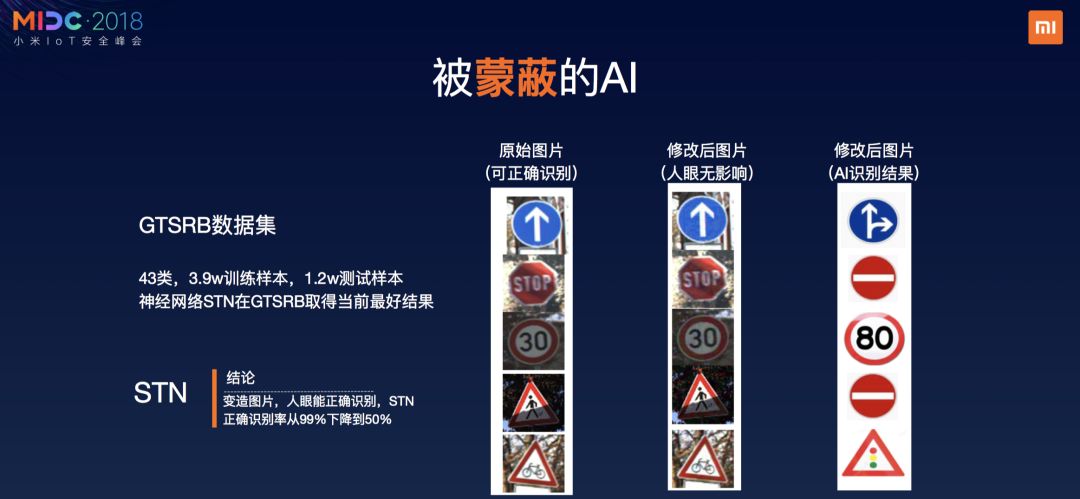 MIDC·2018
小米IoT安全峰会
被蒙蔽的AI
原始图片
(可正确识别)
修改后图片
(人眼无影响)
修改后图片
(AI识别结果)
GTSRB数据集
43类，3.9w训练样本，1.2w测试样本
神经网络STN在GTSRB取得当前最好结果
STN
结论
变造图片，人眼能正确识别，STN
正确识别率从99%下降到50%
STOP
STOP
30
30
80